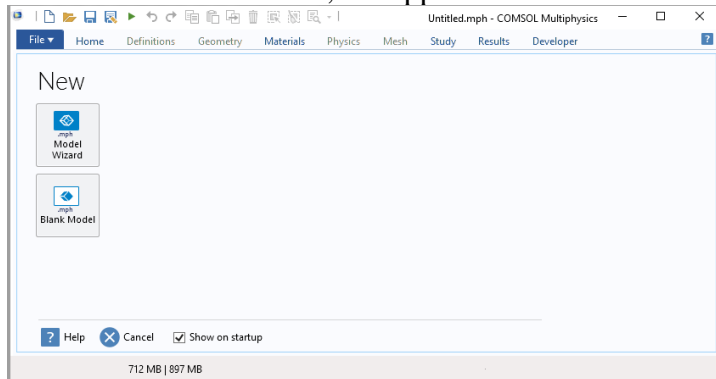 Untitled.mph - COMSOL Multiphysics
File Home Definitions Geometry Materials Physics Mesh Study Results Developer ?
New
.mph
Model
Wizard
.mph
Blank Model
? Help Cancel Show on startup
712 MB | 897 MB